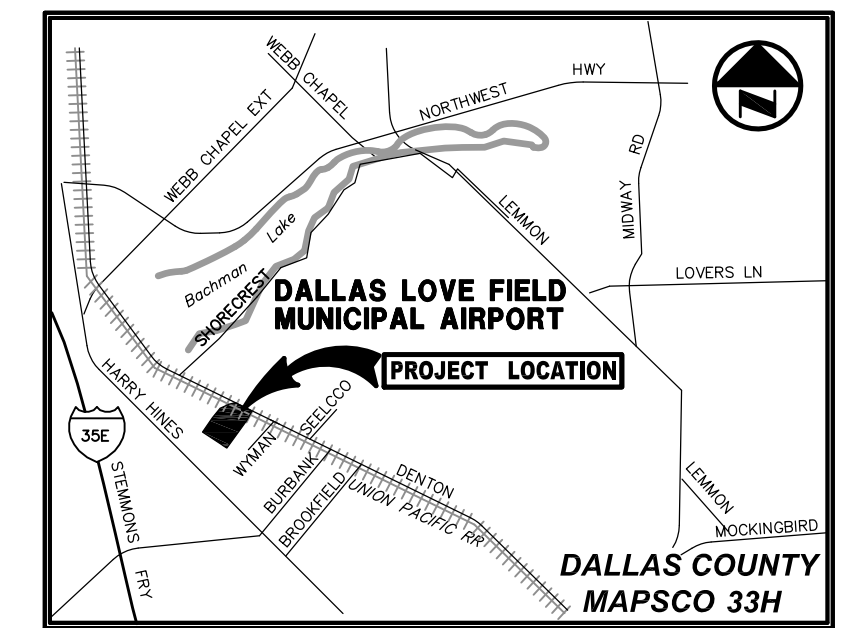 WEBB CHAPEL
HWY
NORTHWEST
WEBB CHAPEL EXT
N
MIDWAY RD
LEMMON
Bachman Lake
LOVERS LN
SHORECREST
DALLAS LOVE FIELD
MUNICIPAL AIRPORT
PROJECT LOCATION
HARRY HINES
35E
SEELCCO
WYMAN
STEMMONS FRY
BURBANK
BROOKFIELD
DENTON
UNION PACIFIC RR
LEMMON
MOCKINGBIRD
DALLAS COUNTY
MAPSCO 33H